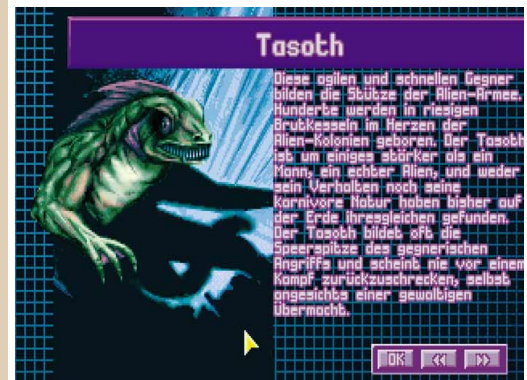 Tasoth
Diese agilen und schnellen Gegner
bilden die Stütze der Alien-Armee.
Hunderte werden in riesigen
Brutkesseln im Herzen der
Alien-Kolonien geboren. Der Tasoth
ist um einiges stärker als ein
Mann, ein echter Alien, und weder
sein Verhalten noch seine
karnivore Natur haben bisher auf
der Erde ihresgleichen gefunden.
Der Tasoth bildet oft die
Speerspitze des gegnerischen
Angriffs und scheint nie vor einem
Kampf zurückzuschrecken, selbst
angesichts einer gewaltigen
Übermacht.
OK << >>